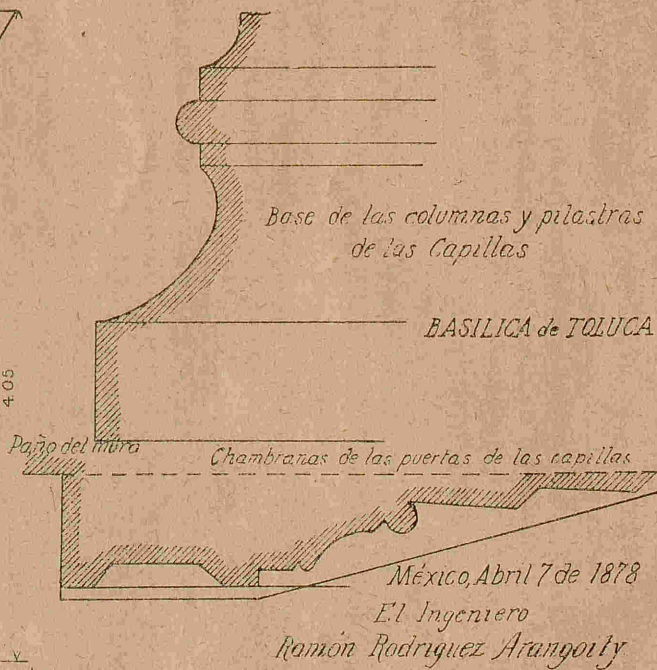 Base de las columnas y pilastras
de las Capillas
BASILICA de TOLUCA
4.05
Paño del muro
Chambranas de las puertas de las capillas
México, Abril 7 de 1878
El Ingeniero
Ramón Rodriguez Arangoity